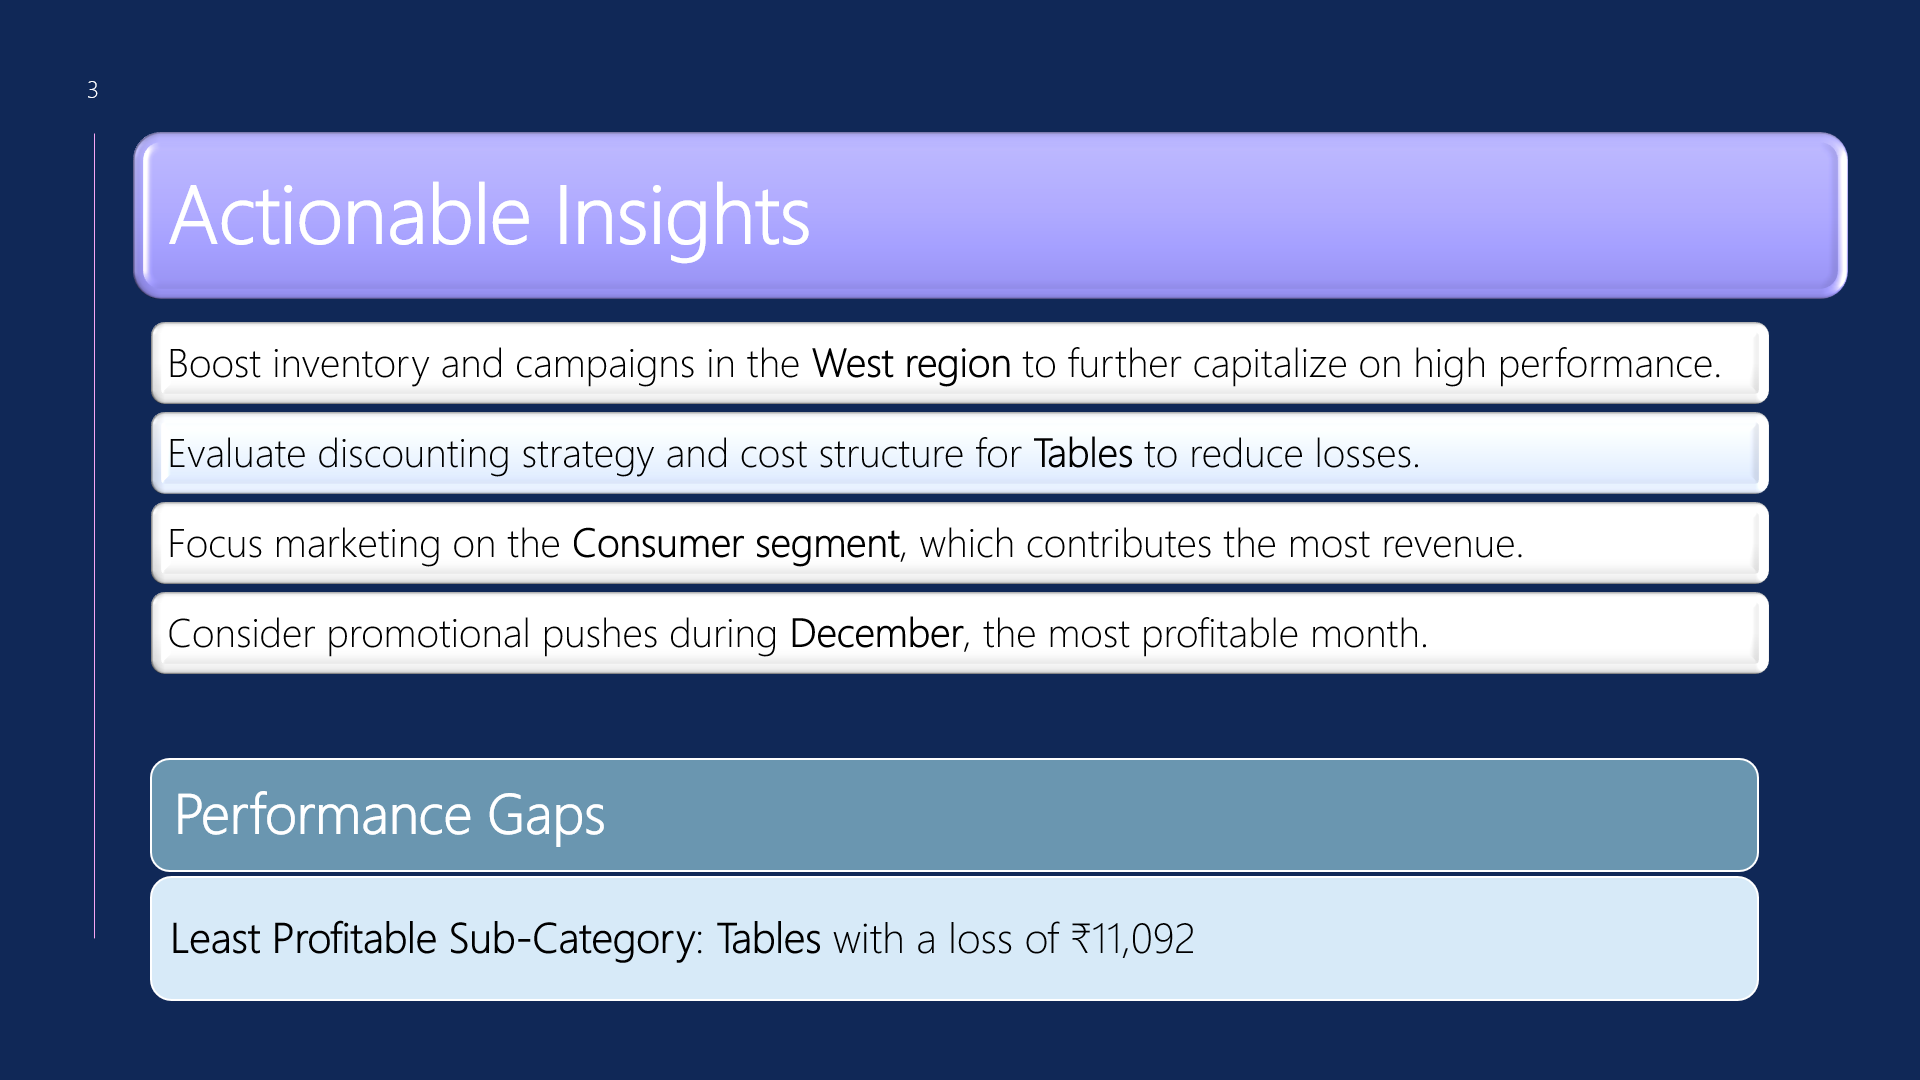 3
Actionable Insights
Boost inventory and campaigns in the West region to further capitalize on high performance.
Evaluate discounting strategy and cost structure for Tables to reduce losses.
Focus marketing on the Consumer segment, which contributes the most revenue.
Consider promotional pushes during December, the most profitable month.
Performance Gaps
Least Profitable Sub-Category: Tables with a loss of ₹11,092